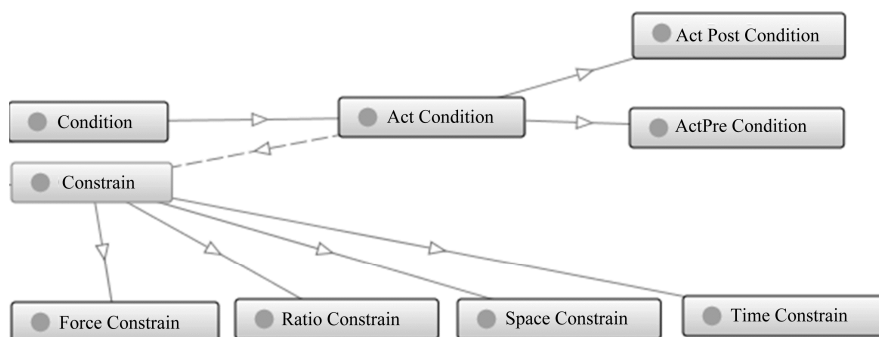 Act Post Condition
Condition
Act Condition
ActPre Condition
Constrain
Force Constrain
Ratio Constrain
Space Constrain
Time Constrain